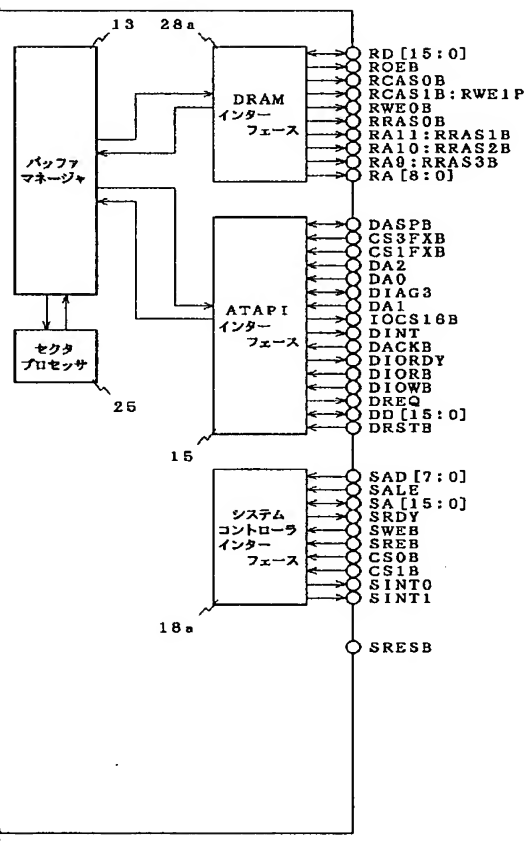 13
28a
バッファ
マネージャ
DRAM
インター
フェース
RD[15:0]
ROEB
RCAS0B
RCAS1B:RWE1P
RWE0B
RRAS0B
RA11:RRAS1B
RA10:RRAS2B
RA9:RRAS3B
RA[8:0]
セクタ
プロセッサ
25
ATAPI
インター
フェース
15
DASPB
CS3FXB
CS1FXB
DA2
DA0
DIAG3
DA1
IOCS16B
DINT
DACKB
DIORDY
DIORB
DIOWB
DREQ
DD[15:0]
DRSTB
システム
コントローラ
インター
フェース
18a
SAD[7:0]
SALE
SA[15:0]
SRDY
SWEB
SREB
CS0B
CS1B
SINT0
SINT1
SRESB